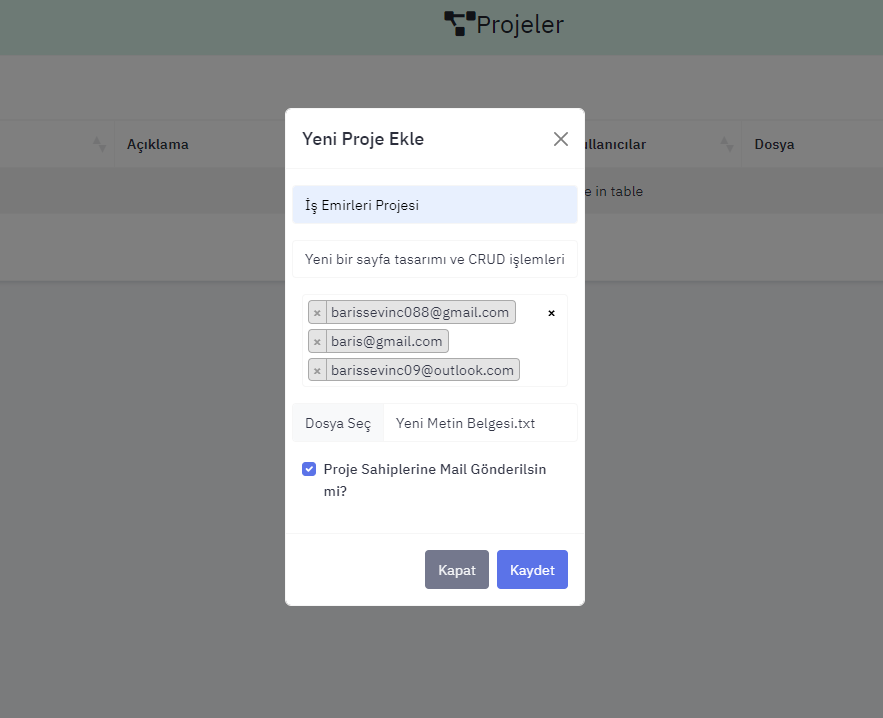 Projeler
Yeni Proje Ekle
Açıklama
Dosya
in table
İş Emirleri Projesi
Yeni bir sayfa tasarımı ve CRUD işlemleri
× barissevinc088@gmail.com ×
× baris@gmail.com
× barissevinc09@outlook.com
Dosya Seç Yeni Metin Belgesi.txt
Proje Sahiplerine Mail Gönderilsin
mi?
Kapat Kaydet